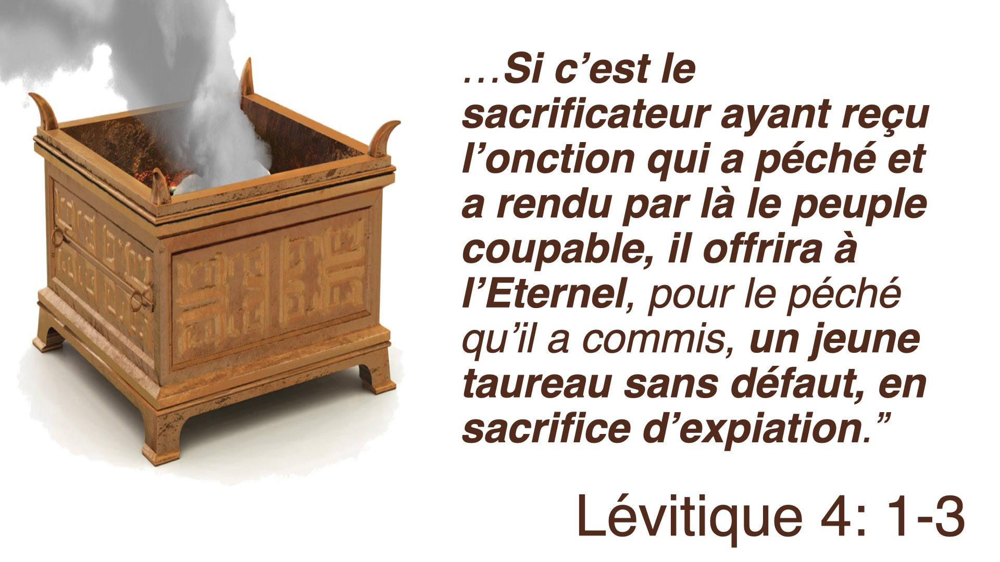 …Si c’est le
sacrificateur ayant reçu
l’onction qui a péché et
a rendu par là le peuple
coupable, il offrira à
l’Eternel, pour le péché
qu’il a commis, un jeune
taureau sans défaut, en
sacrifice d’expiation.”
Lévitique 4: 1-3